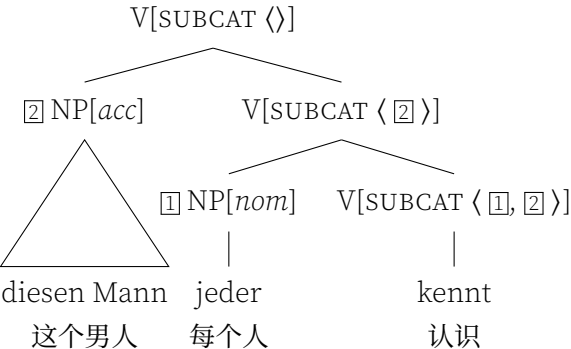 V[SUBCAT ⟨⟩]
2 NP[acc] V[SUBCAT ⟨ 2 ⟩]
1 NP[nom] V[SUBCAT ⟨ 1, 2 ⟩]
diesen Mann jeder kennt
这个男人 每个人 认识